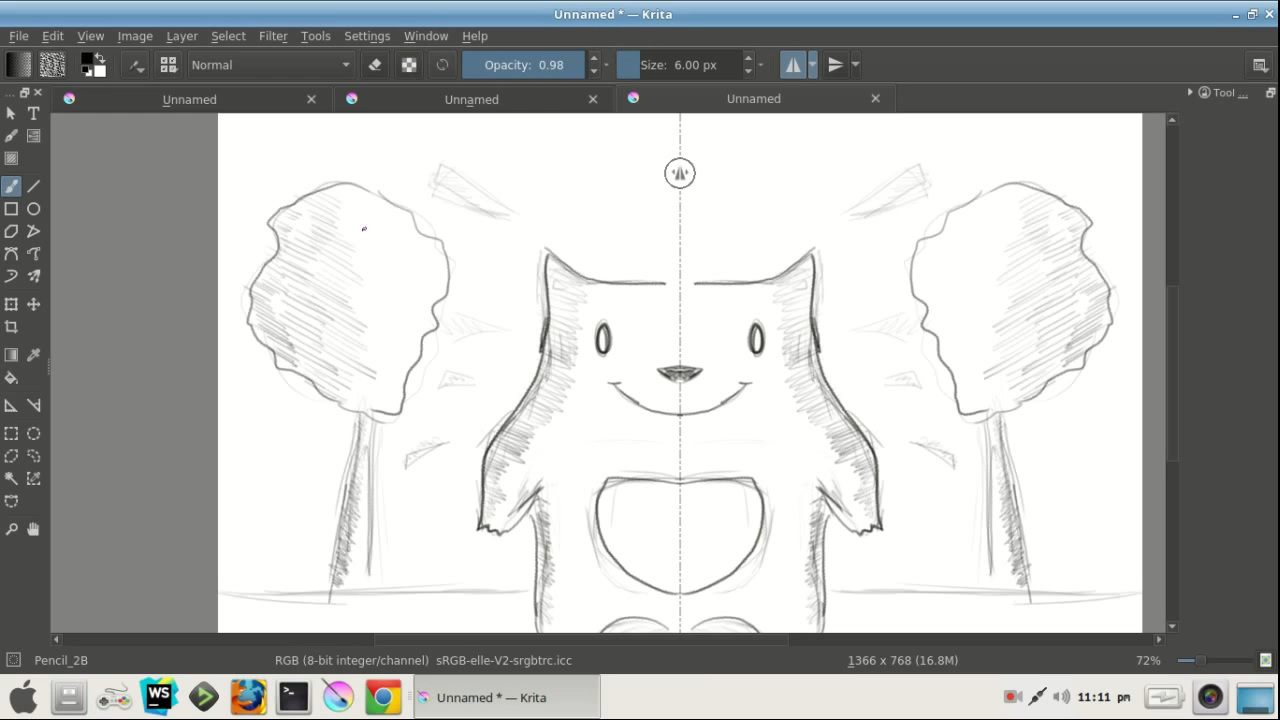 Unnamed * — Krita
File Edit View Image Layer Select Filter Tools Settings Window Help
Normal Opacity: 0.98 Size: 6.00 px
... Unnamed Unnamed Unnamed Tool ...
T
Pencil_2B RGB (8-bit integer/channel) sRGB-elle-V2-srgbtrc.icc 1366 x 768 (16.8M) 72%
WS Unnamed * — Krita 11:11 pm